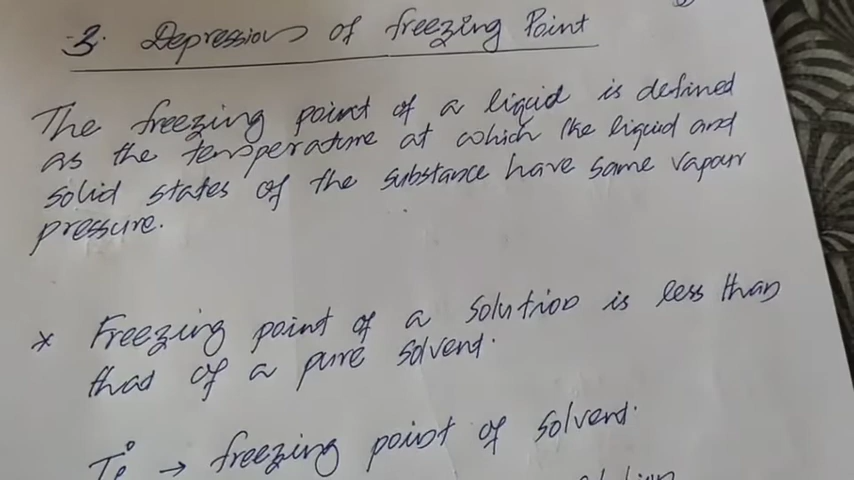 3. Depression of freezing Point
The freezing point of a liquid is defined
as the temperature at which the liquid and
solid states of the substance have same vapour
pressure.
* Freezing point of a solution is less than
that of a pure solvent.
Tf° → freezing point of solvent.